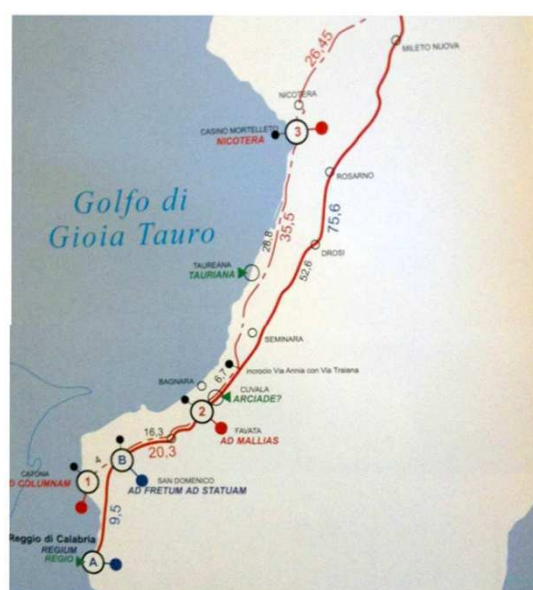 26,45
MILETO NUOVA
NICOTERA
CASINO MORTELLETO
NICOTERA
3
ROSARNO
Golfo di
Gioia Tauro
75,6
35,5
28,8
DROSI
52,6
TAUREANA
TAURIANA
SEMINARA
incrocio Via Annia con Via Traiana
6,7
BAGNARA
CUVALA
ARCIADE?
2
FAVATA
AD MALLIAS
16,3
20,3
4
B
CATONA
D COLUMNAM
1
SAN DOMENICO
AD FRETUM AD STATUAM
9,5
Reggio di Calabria
REGIUM
REGIO
A